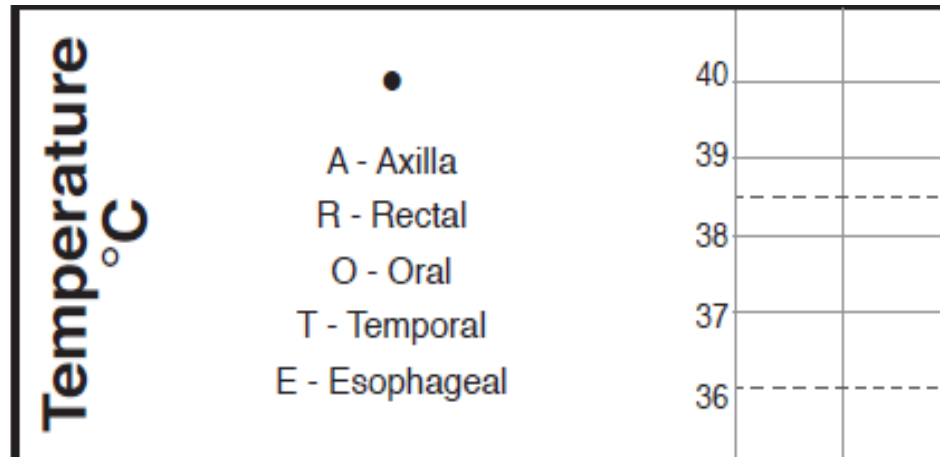 Temperature
°C
•
A - Axilla
R - Rectal
O - Oral
T - Temporal
E - Esophageal
40
39
38
37
36